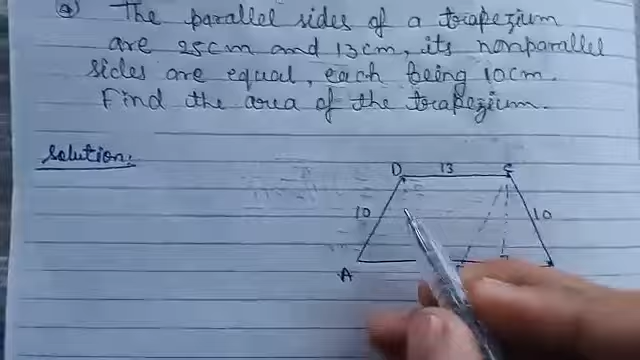 Q) The parallel sides of a trapezium
are 25cm and 13cm, its nonparallel
sides are equal, each being 10cm.
Find the area of the trapezium.
Solution:
D 13 C
10 10
A